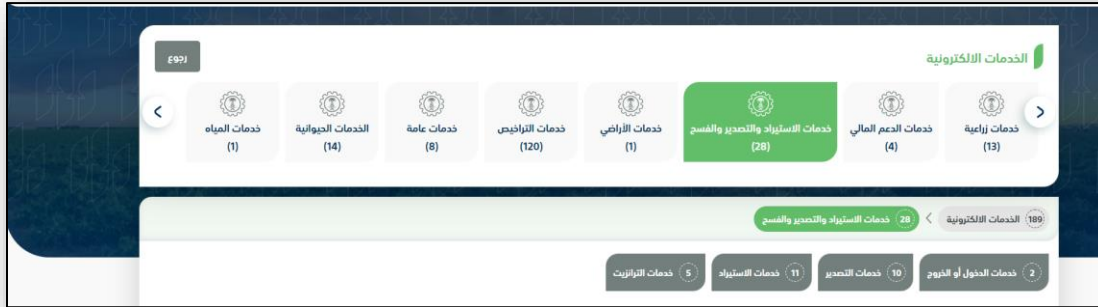 رجوع
الخدمات الالكترونية
خدمات زراعية
(13)
خدمات الدعم المالي
(4)
خدمات الاستيراد والتصدير والفسح
(28)
خدمات الأراضي
(1)
خدمات التراخيص
(120)
خدمات عامة
(8)
الخدمات الحيوانية
(14)
خدمات المياه
(1)
189 الخدمات الالكترونية > 28 خدمات الاستيراد والتصدير والفسح
2 خدمات الدخول أو الخروج 10 خدمات التصدير 11 خدمات الاستيراد 5 خدمات الترانزيت